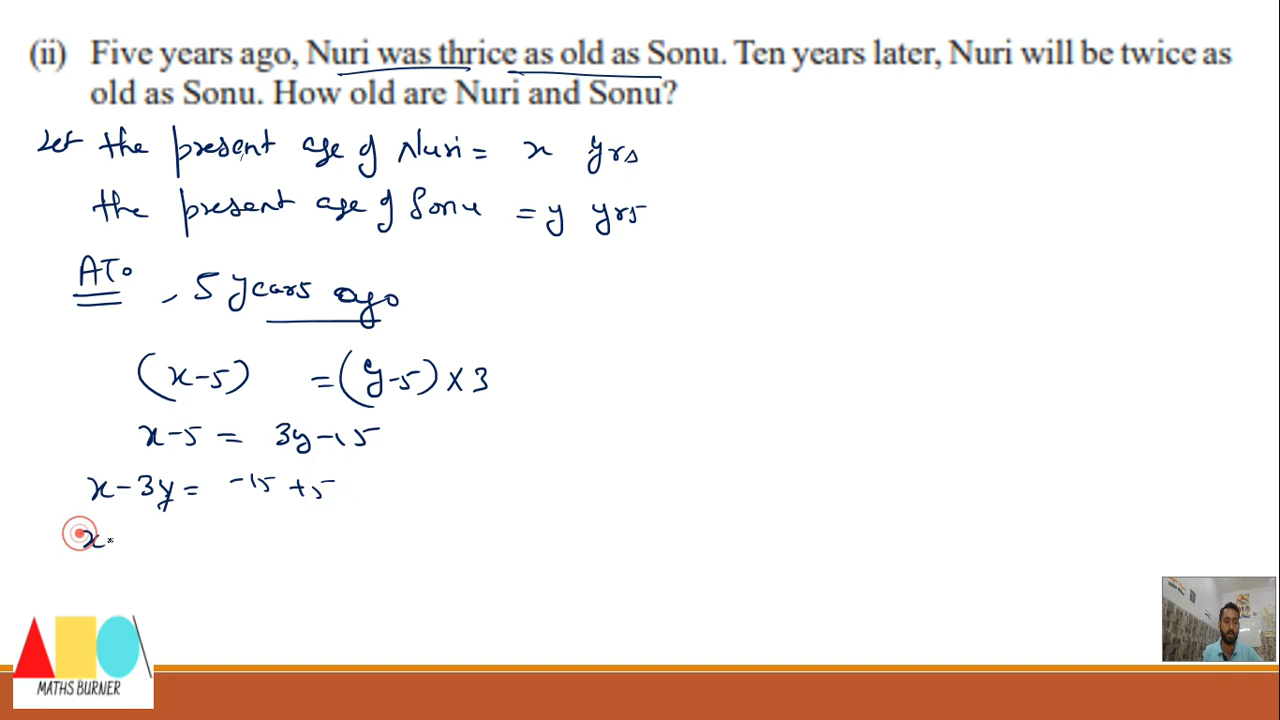 (ii) Five years ago, Nuri was thrice as old as Sonu. Ten years later, Nuri will be twice as
old as Sonu. How old are Nuri and Sonu?
Let the present age of Nuri = x yrs
the present age of Sonu = y yrs
ATQ , 5 years ago
(x-5) = (y-5) × 3
x-5 = 3y-15
x-3y = -15 +5
x
MATHS BURNER